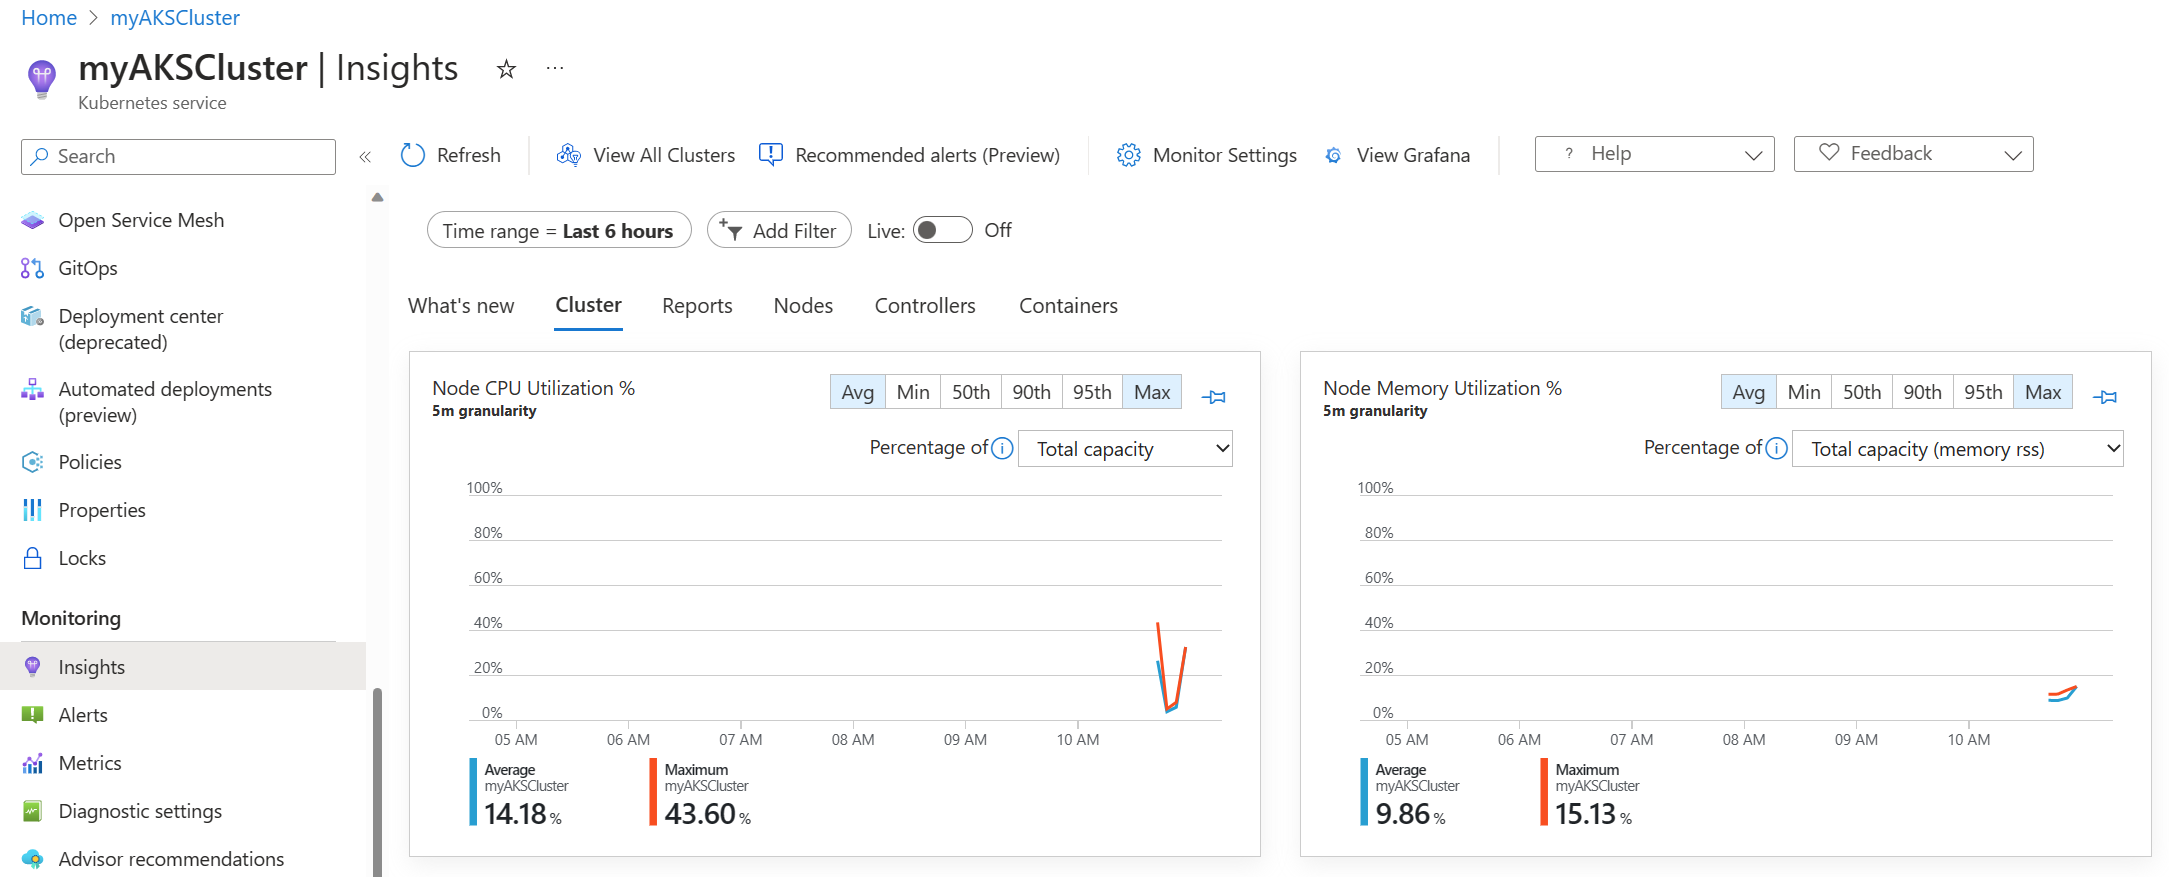 Home > myAKSCluster
myAKSCluster | Insights
Kubernetes service
Search
Refresh
View All Clusters
Recommended alerts (Preview)
Monitor Settings
View Grafana
? Help
Feedback
Open Service Mesh
GitOps
Deployment center
(deprecated)
Automated deployments
(preview)
Policies
Properties
Locks
Monitoring
Insights
Alerts
Metrics
Diagnostic settings
Advisor recommendations
Time range = Last 6 hours
Add Filter
Live: Off
What's new Cluster Reports Nodes Controllers Containers
Node CPU Utilization %
5m granularity
Avg Min 50th 90th 95th Max
Percentage of Total capacity
100%
80%
60%
40%
20%
0%
05 AM 06 AM 07 AM 08 AM 09 AM 10 AM
Average
myAKSCluster
14.18 %
Maximum
myAKSCluster
43.60 %
Node Memory Utilization %
5m granularity
Avg Min 50th 90th 95th Max
Percentage of Total capacity (memory rss)
100%
80%
60%
40%
20%
0%
05 AM 06 AM 07 AM 08 AM 09 AM 10 AM
Average
myAKSCluster
9.86 %
Maximum
myAKSCluster
15.13 %